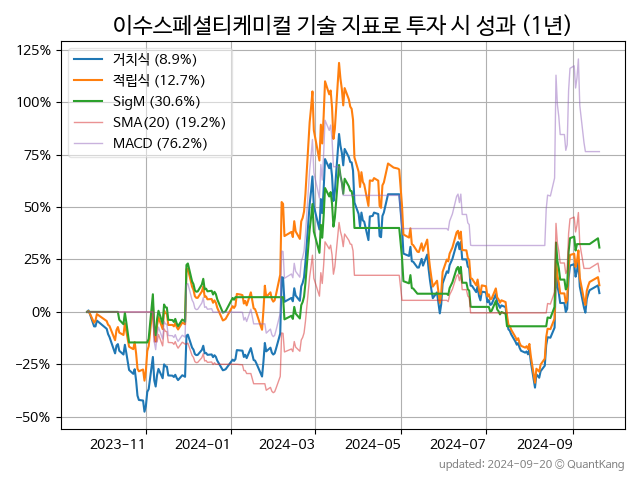 이수스페셜티케미컬 기술 지표로 투자 시 성과 (1년)
125%
100%
75%
50%
25%
0%
−25%
−50%
거치식 (8.9%)
적립식 (12.7%)
SigM (30.6%)
SMA(20) (19.2%)
MACD (76.2%)
2023-11
2024-01
2024-03
2024-05
2024-07
2024-09
updated: 2024-09-20 © QuantKang